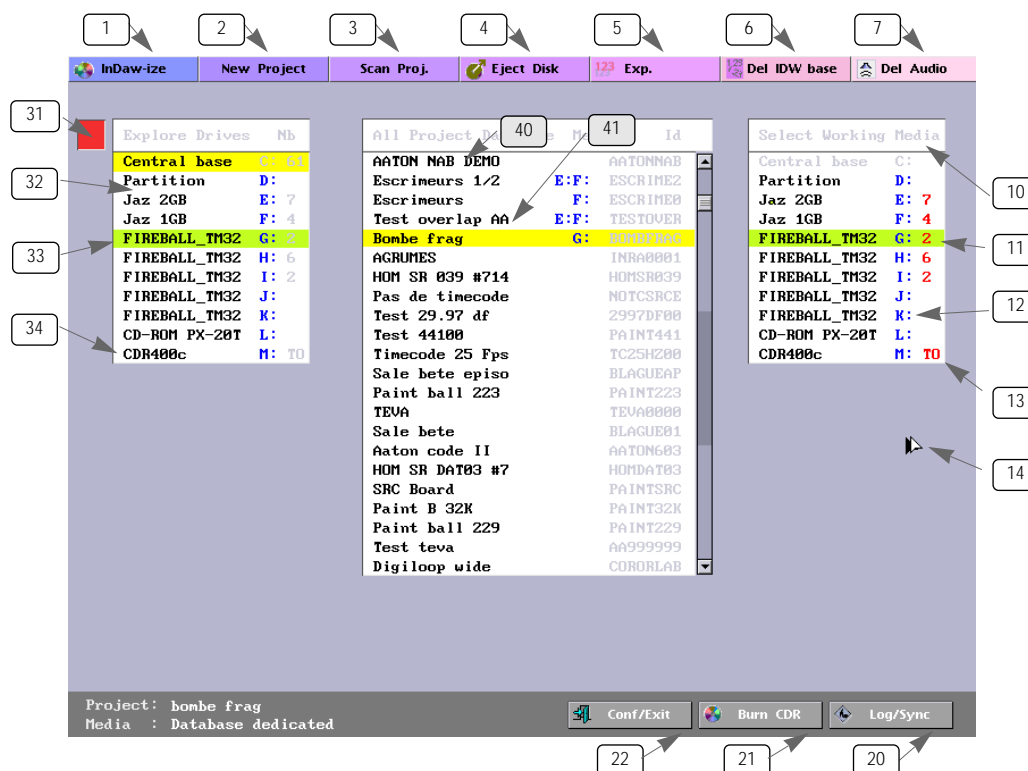 1 2 3 4 5 6 7
InDaw-ize New Project Scan Proj. Eject Disk 123 Exp. Del IDW base Del Audio
31
32
33
34
Explore Drives Nb
Central base C: 61
Partition D:
Jaz 2GB E: 7
Jaz 1GB F: 4
FIREBALL_TM32 G: 2
FIREBALL_TM32 H: 6
FIREBALL_TM32 I: 2
FIREBALL_TM32 J:
FIREBALL_TM32 K:
CD-ROM PX-20T L:
CDR400c M: TO
40 41
All Project Id
AATON NAB DEMO AATONNAB
Escrimeurs 1/2 E:F: ESCRIME2
Escrimeurs F: ESCRIME0
Test overlap AA E:F: TESTOVER
Bombe frag G: BOMBFRAG
AGRUMES INRA0001
HOM SR 039 #714 HOMSR039
Pas de timecode NOTCSRCE
Test 29.97 df 2997DF00
Test 44100 PAINT441
Timecode 25 Fps TC25HZ00
Sale bete episo BLAGUEAP
Paint ball 223 PAINT223
TEVA TEVA0000
Sale bete BLAGUE01
Aaton code II AATON603
HOM SR DAT03 #7 HOMDAT03
SRC Board PAINTSRC
Paint B 32K PAINT32K
Paint ball 229 PAINT229
Test teva AA999999
Digiloop wide CORORLAB
Select Working Media
Central base C:
Partition D:
Jaz 2GB E: 7
Jaz 1GB F: 4
FIREBALL_TM32 G: 2
FIREBALL_TM32 H: 6
FIREBALL_TM32 I: 2
FIREBALL_TM32 J:
FIREBALL_TM32 K:
CD-ROM PX-20T L:
CDR400c M: TO
10
11
12
13
14
Project: bombe frag
Media : Database dedicated
Conf/Exit Burn CDR Log/Sync
22 21 20